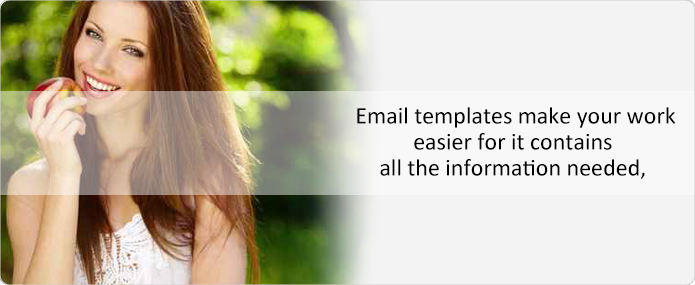 Email templates make your work
easier for it contains
all the information needed,